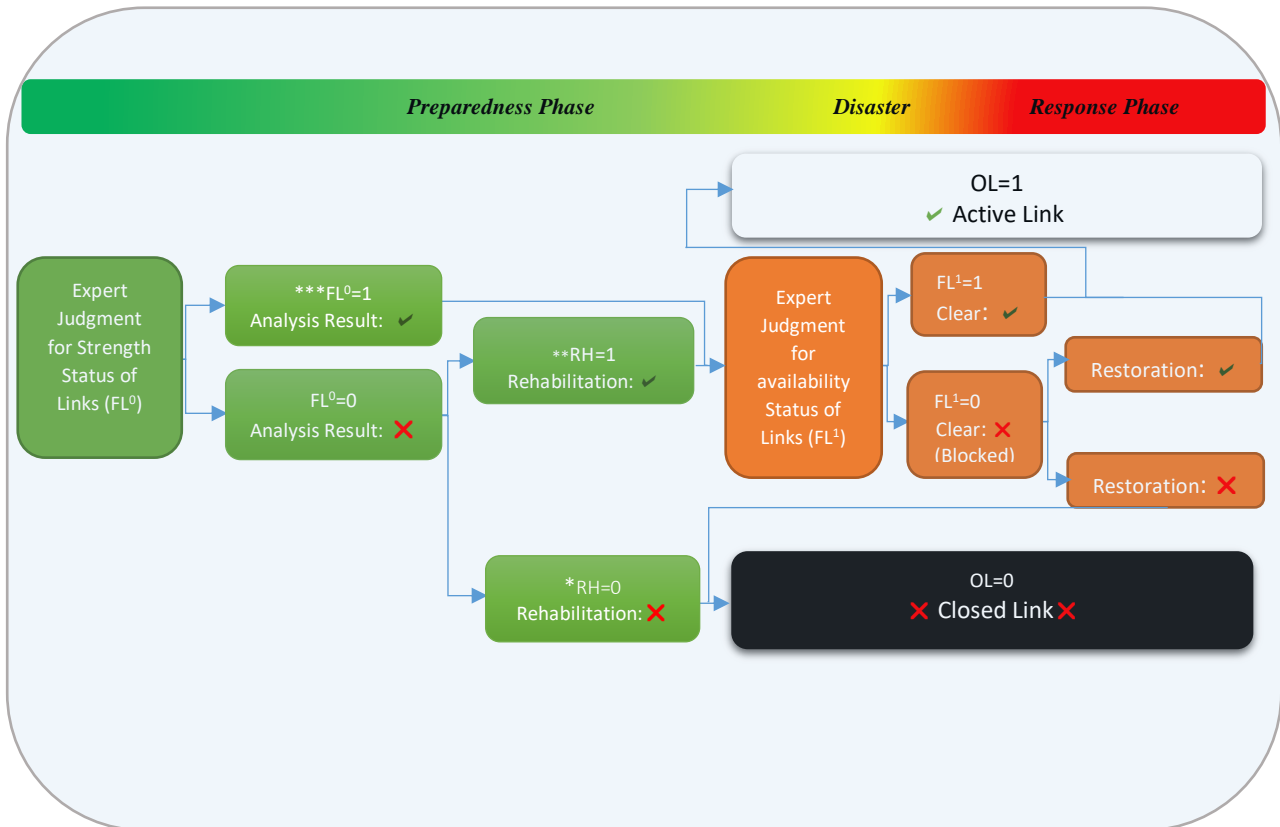 Preparedness Phase
Disaster
Response Phase
OL=1
✔ Active Link
Expert
Judgment
for Strength
Status of
Links (FL⁰)
***FL⁰=1
Analysis Result: ✔
FL⁰=0
Analysis Result: ❌
**RH=1
Rehabilitation: ✔
*RH=0
Rehabilitation: ❌
Expert
Judgment
for
availability
Status of
Links (FL¹)
FL¹=1
Clear: ✔
FL¹=0
Clear: ❌
(Blocked)
Restoration: ✔
Restoration: ❌
OL=0
❌ Closed Link ❌